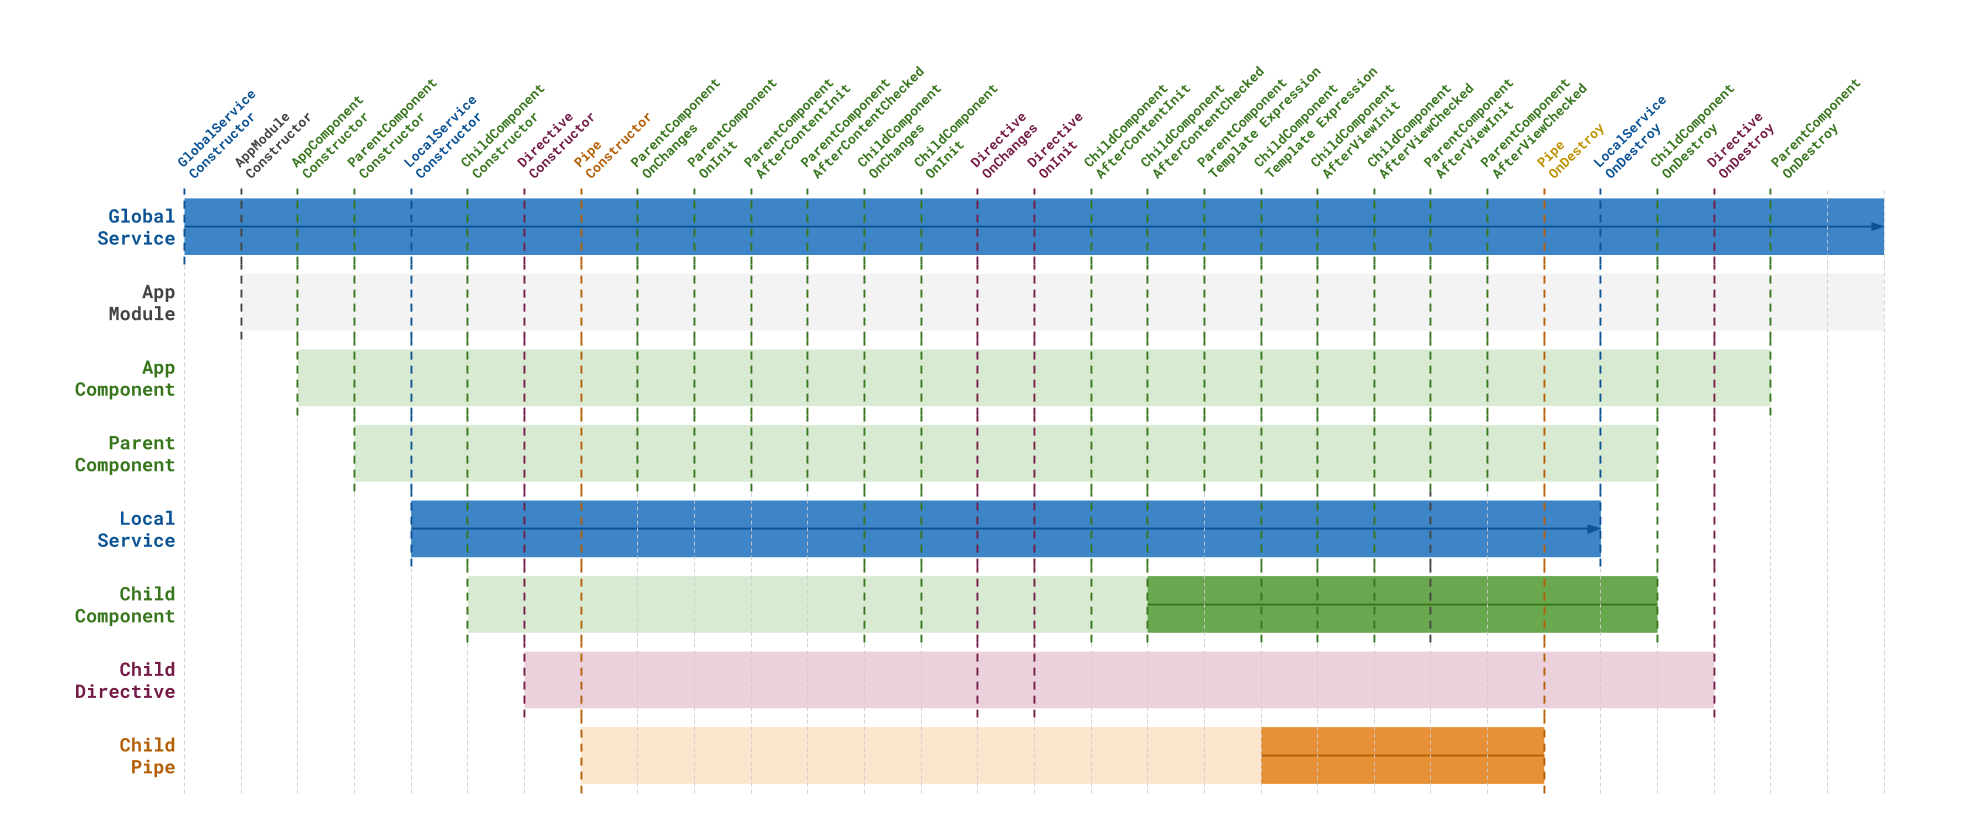 GlobalService
Constructor
AppModule
Constructor
AppComponent
Constructor
ParentComponent
Constructor
LocalService
Constructor
ChildComponent
Constructor
Directive
Constructor
Pipe
Constructor
ParentComponent
OnChanges
ParentComponent
OnInit
ParentComponent
AfterContentInit
ParentComponent
AfterContentChecked
ChildComponent
OnChanges
ChildComponent
OnInit
Directive
OnChanges
Directive
OnInit
ChildComponent
AfterContentInit
ChildComponent
AfterContentChecked
ParentComponent
Template Expression
ChildComponent
Template Expression
ChildComponent
AfterViewInit
ChildComponent
AfterViewChecked
ParentComponent
AfterViewInit
ParentComponent
AfterViewChecked
Pipe
OnDestroy
LocalService
OnDestroy
ChildComponent
OnDestroy
Directive
OnDestroy
ParentComponent
OnDestroy
Global
Service
App
Module
App
Component
Parent
Component
Local
Service
Child
Component
Child
Directive
Child
Pipe